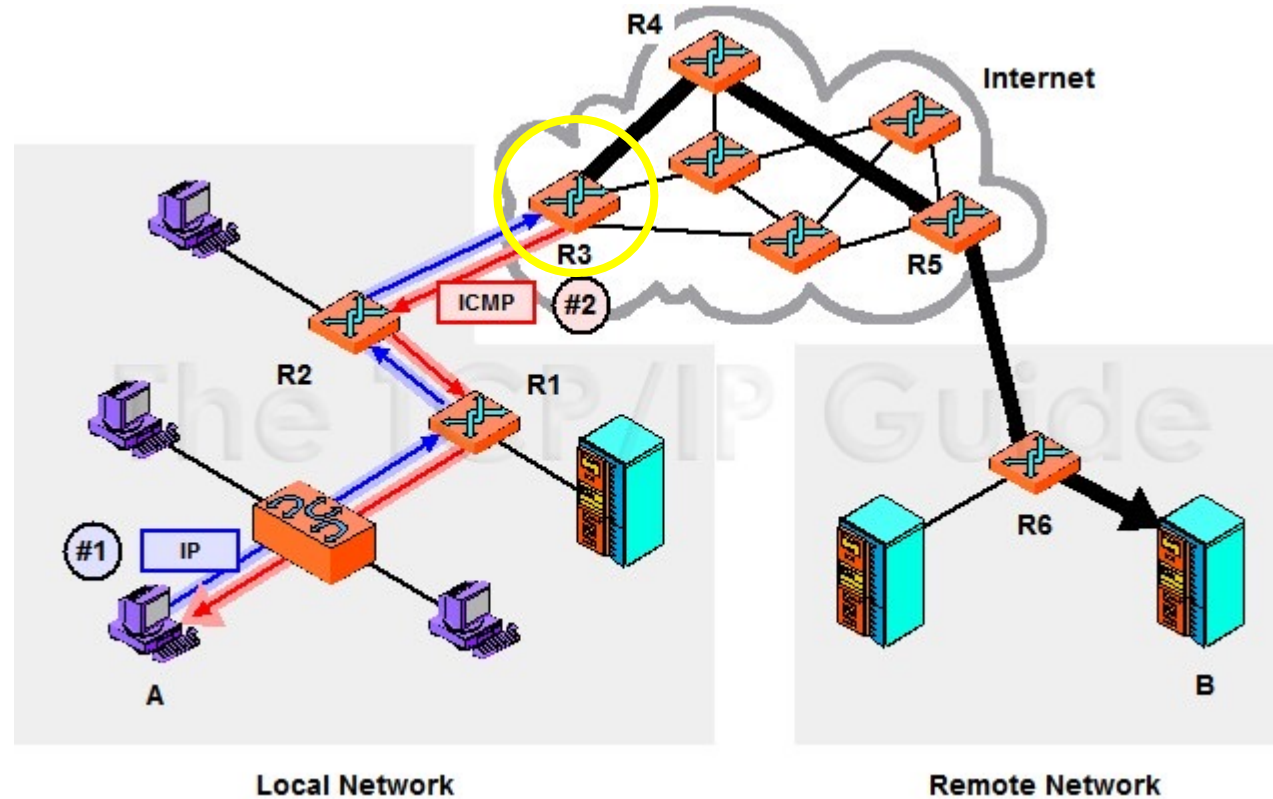 R4
Internet
R3
R5
ICMP
#2
R2
R1
The TCP/IP Guide
#1
IP
R6
A
B
Local Network
Remote Network